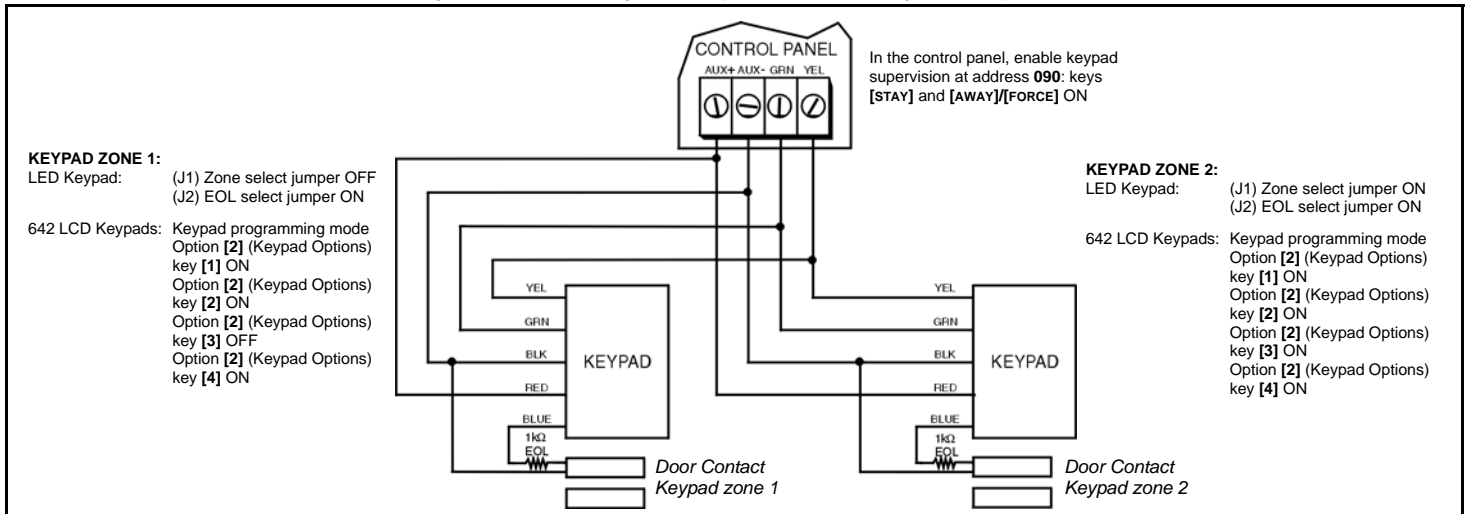 CONTROL PANEL
AUX+ AUX- GRN YEL
In the control panel, enable keypad
supervision at address 090: keys
[STAY] and [AWAY]/[FORCE] ON
KEYPAD ZONE 1:
LED Keypad: (J1) Zone select jumper OFF
(J2) EOL select jumper ON
642 LCD Keypads: Keypad programming mode
Option [2] (Keypad Options)
key [1] ON
Option [2] (Keypad Options)
key [2] ON
Option [2] (Keypad Options)
key [3] OFF
Option [2] (Keypad Options)
key [4] ON
YEL
GRN
BLK
RED
BLUE
KEYPAD
1kΩ
EOL
Door Contact
Keypad zone 1
KEYPAD ZONE 2:
LED Keypad: (J1) Zone select jumper ON
(J2) EOL select jumper ON
642 LCD Keypads: Keypad programming mode
Option [2] (Keypad Options)
key [1] ON
Option [2] (Keypad Options)
key [2] ON
Option [2] (Keypad Options)
key [3] ON
Option [2] (Keypad Options)
key [4] ON
YEL
GRN
BLK
RED
BLUE
KEYPAD
1kΩ
EOL
Door Contact
Keypad zone 2